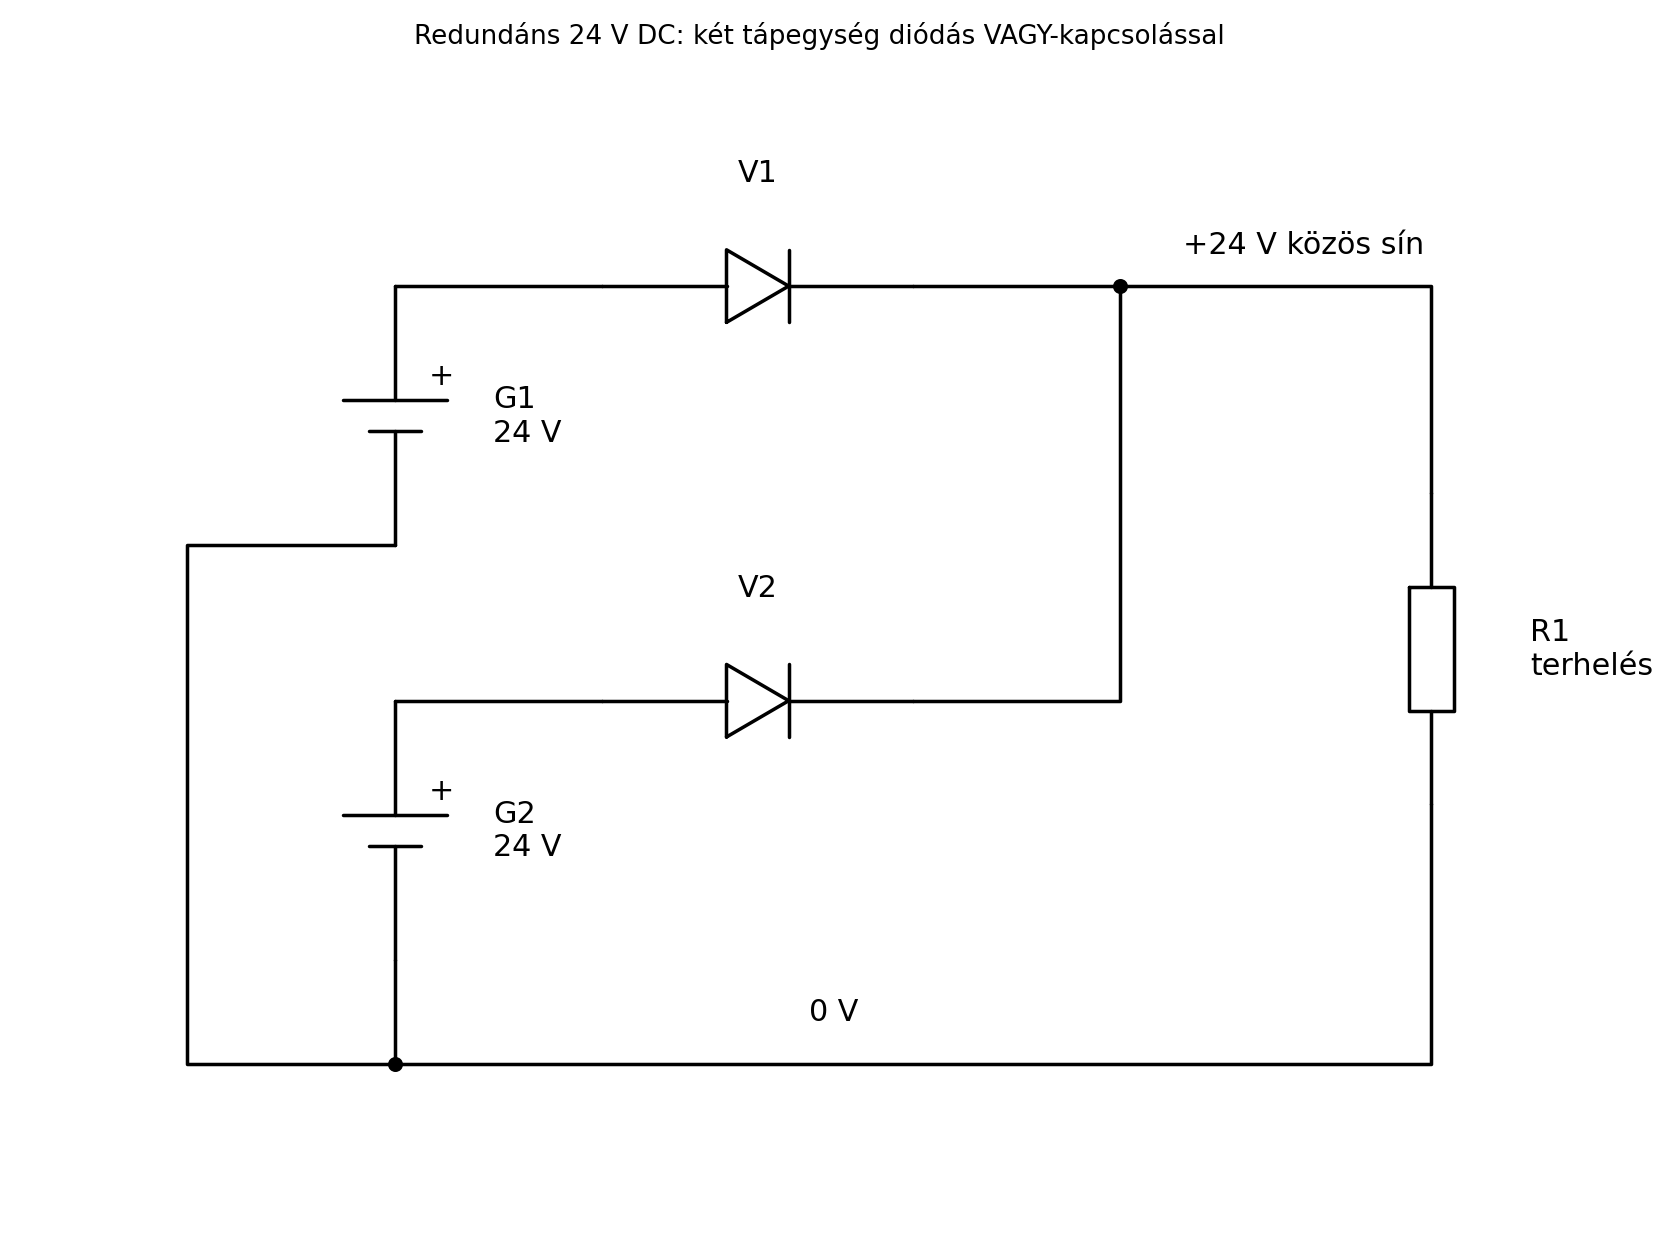 Redundáns 24 V DC: két tápegység diódás VAGY-kapcsolással
V1
+24 V közös sín
+
G1
24 V
V2
R1
terhelés
+
G2
24 V
0 V